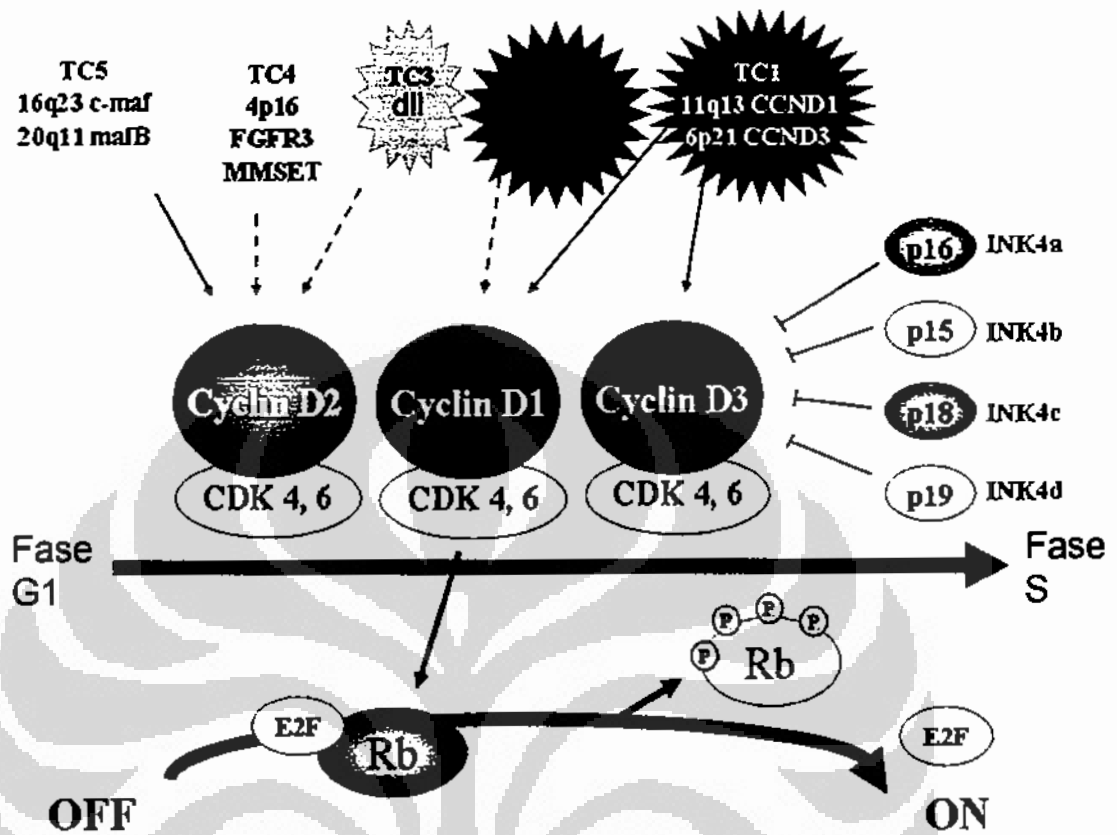 TC5
16q23 c-maf
20q11 mafB
TC4
4p16
FGFR3
MMSET
TC3
dll
TC1
11q13 CCND1
6p21 CCND3
p16 INK4a
p15 INK4b
p18 INK4c
p19 INK4d
Cyclin D2
Cyclin D1
Cyclin D3
CDK 4, 6
CDK 4, 6
CDK 4, 6
Fase
G1
Fase
S
P
P
P
P
Rb
E2F
Rb
E2F
OFF
ON